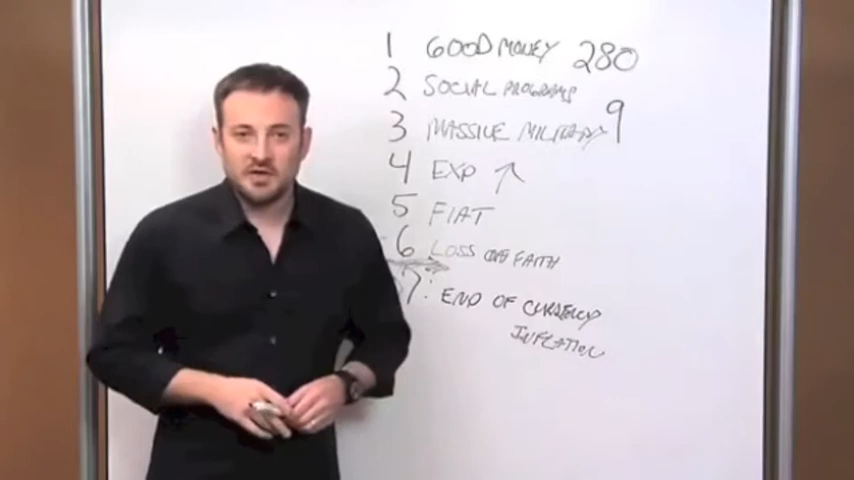 1 GOOD MONEY 280
2 SOCIAL PROGRAMS
3 MASSIVE MILITARY 9
4 EXP ↑
5 FIAT
6 LOSS FAITH
7: END OF CURRENCY
INFLATION